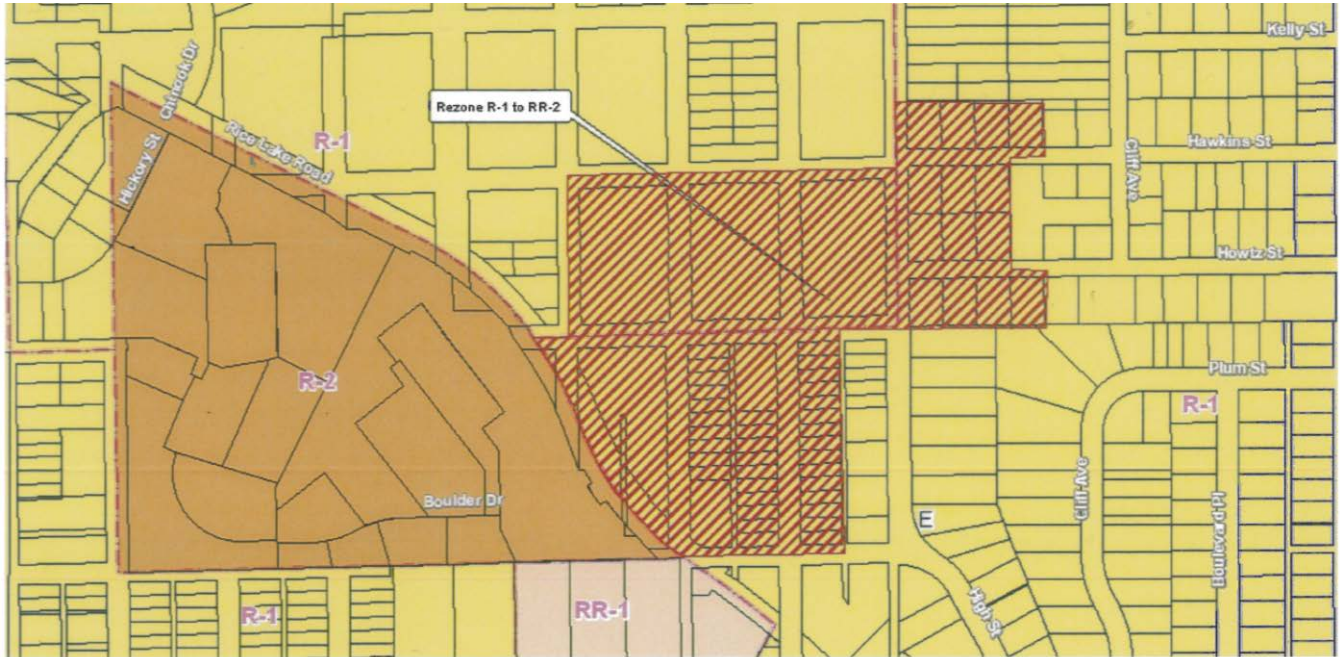 Kelly St
Chinook Dr
Rezone R-1 to RR-2
Rice Lake Road
R-1
Hickory St
Cliff Ave
Hawkins St
Howtz St
Plum St
R-2
R-1
Boulder Dr
Cliff Ave
Boulevard Pl
E
High St
R-1
RR-1